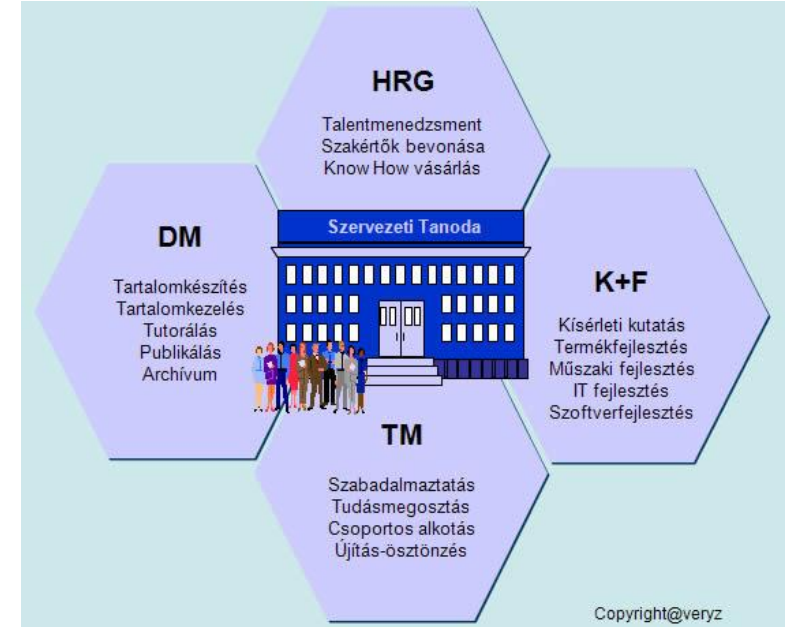 HRG
Talentmenedzsment
Szakértők bevonása
Know How vásárlás
Szervezeti Tanoda
DM
Tartalomkészítés
Tartalomkezelés
Tutorálás
Publikálás
Archívum
K+F
Kísérleti kutatás
Termékfejlesztés
Műszaki fejlesztés
IT fejlesztés
Szoftverfejlesztés
TM
Szabadalmaztatás
Tudásmegosztás
Csoportos alkotás
Újítás-ösztönzés
Copyright@veryz